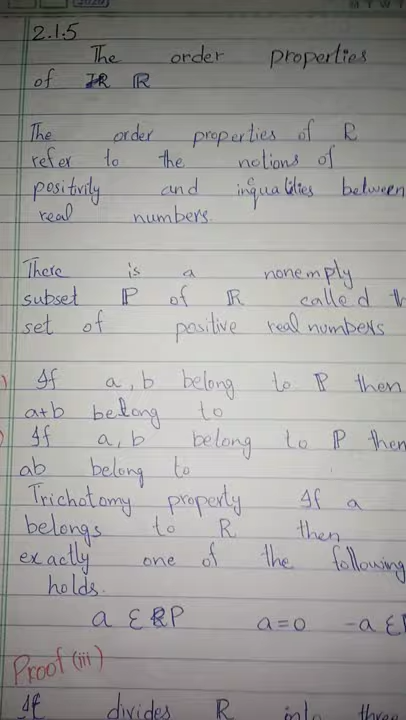 2.1.5
The order properties
of ℝ
The order properties of R
refer to the notions of
positivity and inqualities between
real numbers.
There is a nonemply
subset ℙ of ℝ called th
set of positive real numbers
) If a, b belong to ℙ then
a+b belong to
) If a, b belong to ℙ then
ab belong to
Trichotomy property If a
belongs to R then
exactly one of the following
holds.
a ∈ P a=0 -a ∈
Proof (iii)
If divides R into three